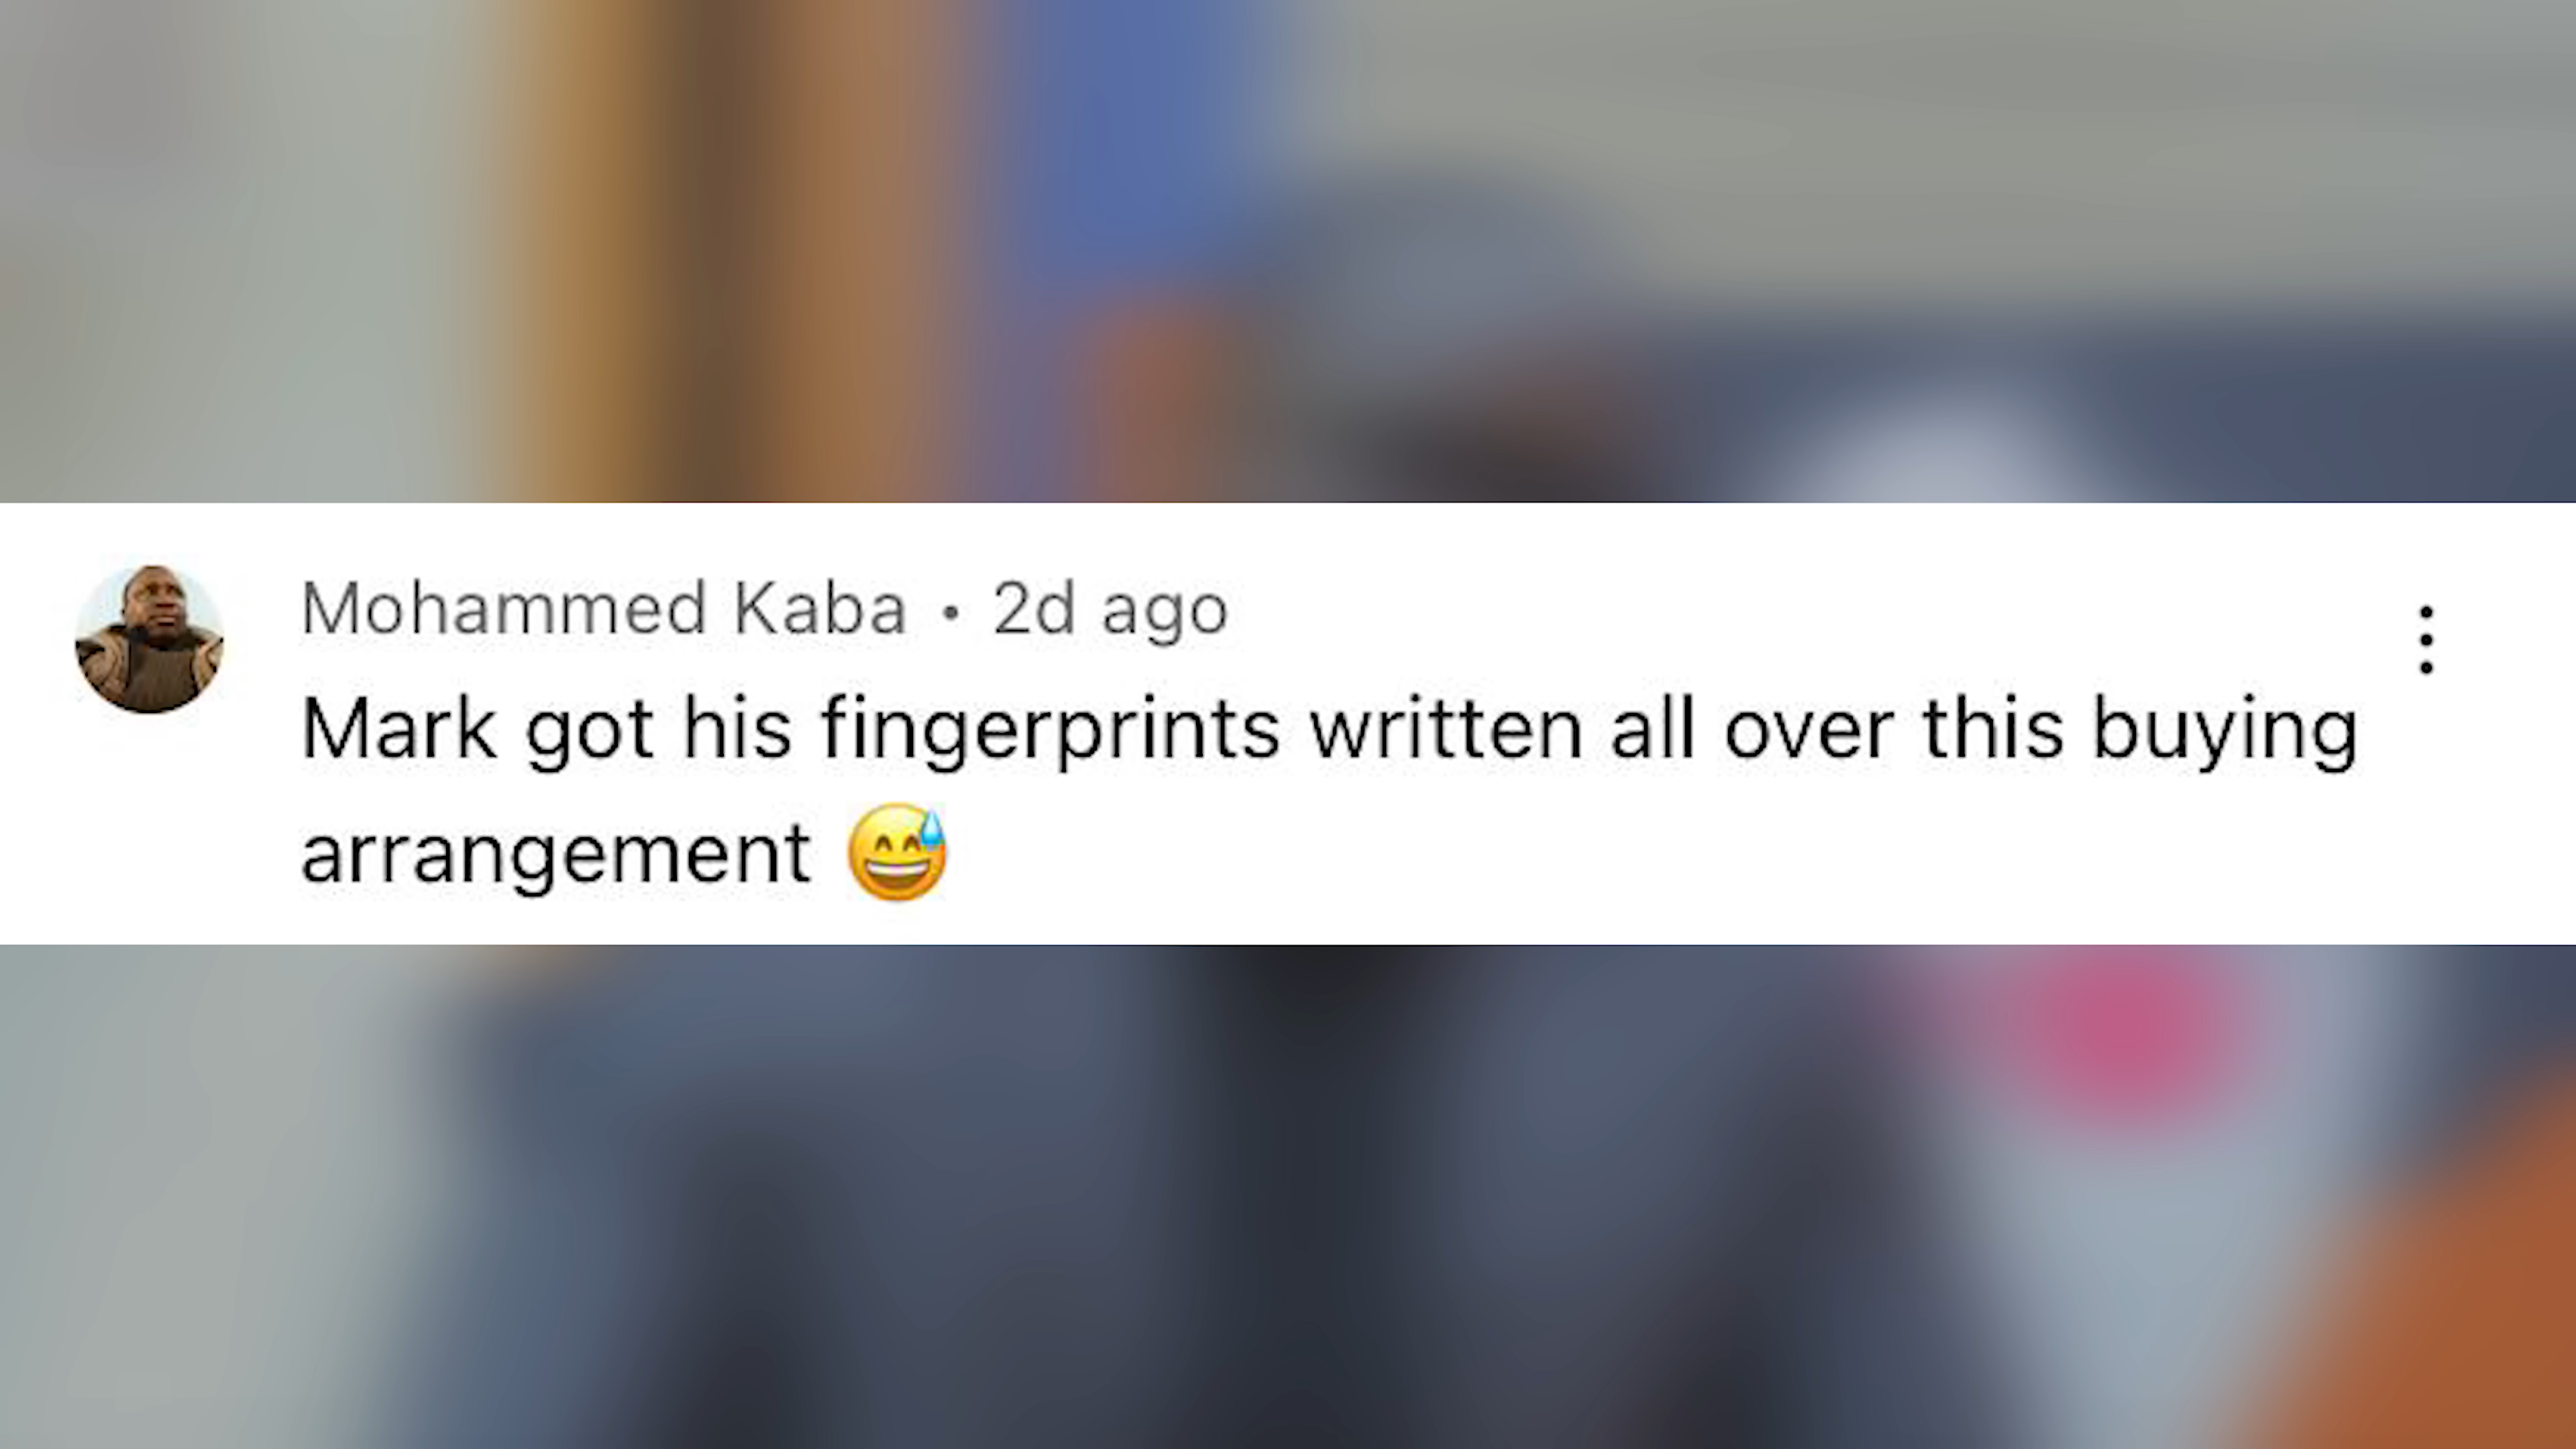 Mohammed Kaba • 2d ago
Mark got his fingerprints written all over this buying
arrangement 😅